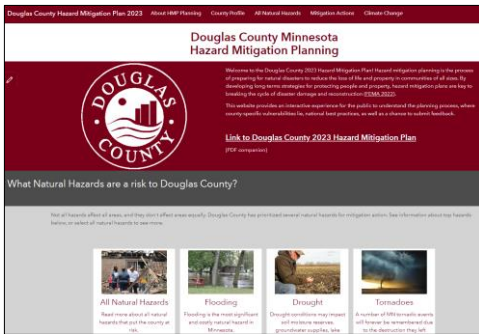 Douglas County Hazard Mitigation Plan 2023 About HMP Planning County Profile All Natural Hazards Mitigation Actions Climate Change
Douglas County Minnesota
Hazard Mitigation Planning
DOUGLAS
COUNTY
Welcome to the Douglas County 2023 Hazard Mitigation Plan! Hazard mitigation planning is the process
of preparing for natural disasters to reduce the loss of life and property in communities of all sizes. By
developing long-term strategies for protecting people and property, hazard mitigation plans are key to
breaking the cycle of disaster damage and reconstruction (FEMA 2022).
This website provides an interactive experience for the public to understand the planning process, where
county-specific vulnerabilities lie, national best practices, as well as a chance to submit feedback.
Link to Douglas County 2023 Hazard Mitigation Plan
(PDF companion)
What Natural Hazards are a risk to Douglas County?
Not all hazards affect all areas, and they don't affect areas equally. Douglas County has prioritized several natural hazards for mitigation action. See information about top hazards
below, or select all natural hazards to see more.
All Natural Hazards
Read more about all
natural hazards that put the county at
risk.
Flooding
Flooding is the most significant
and costly natural hazard in
Minnesota.
Drought
Drought conditions may impact
soil moisture reserves,
groundwater supplies, lake
Tornadoes
A number of MN tornadic events
will forever be remembered due
to the destruction they left